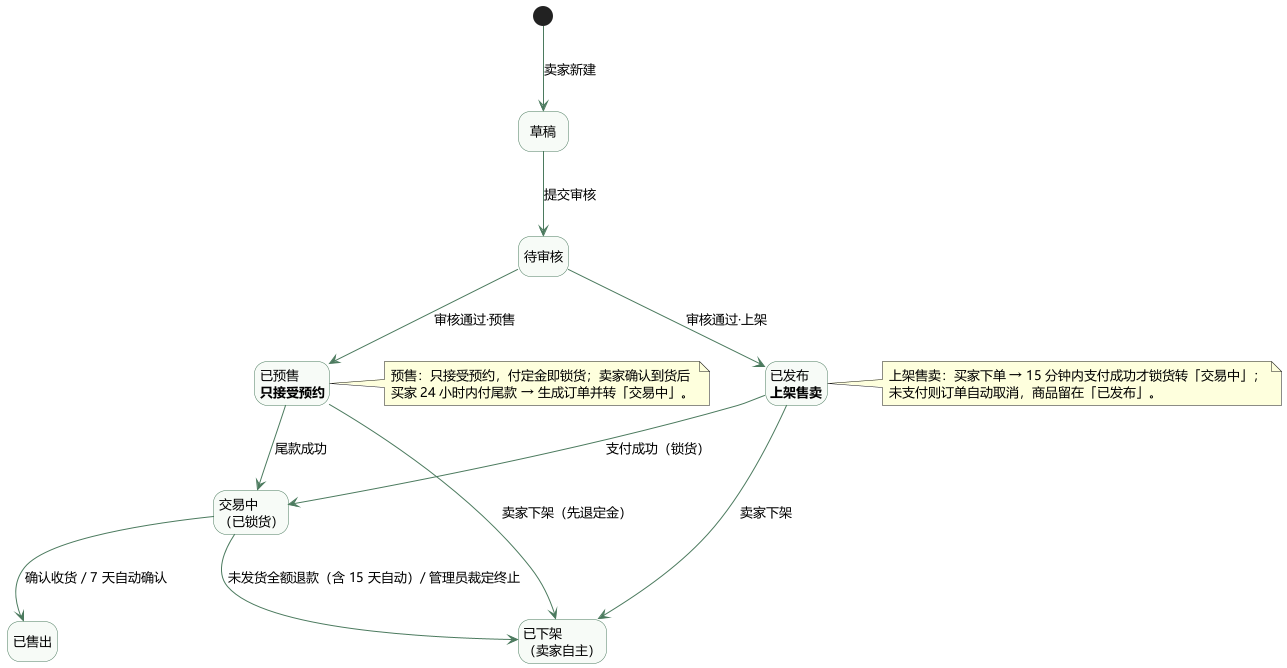 卖家新建
草稿
提交审核
待审核
审核通过·预售
审核通过·上架
已预售
只接受预约
预售：只接受预约，付定金即锁货；卖家确认到货后
买家 24 小时内付尾款 → 生成订单并转「交易中」。
已发布
上架售卖
上架售卖：买家下单 → 15 分钟内支付成功才锁货转「交易中」；
未支付则订单自动取消，商品留在「已发布」。
尾款成功
支付成功（锁货）
交易中
（已锁货）
卖家下架（先退定金）
卖家下架
确认收货 / 7 天自动确认
未发货全额退款（含 15 天自动）/ 管理员裁定终止
已售出
已下架
（卖家自主）